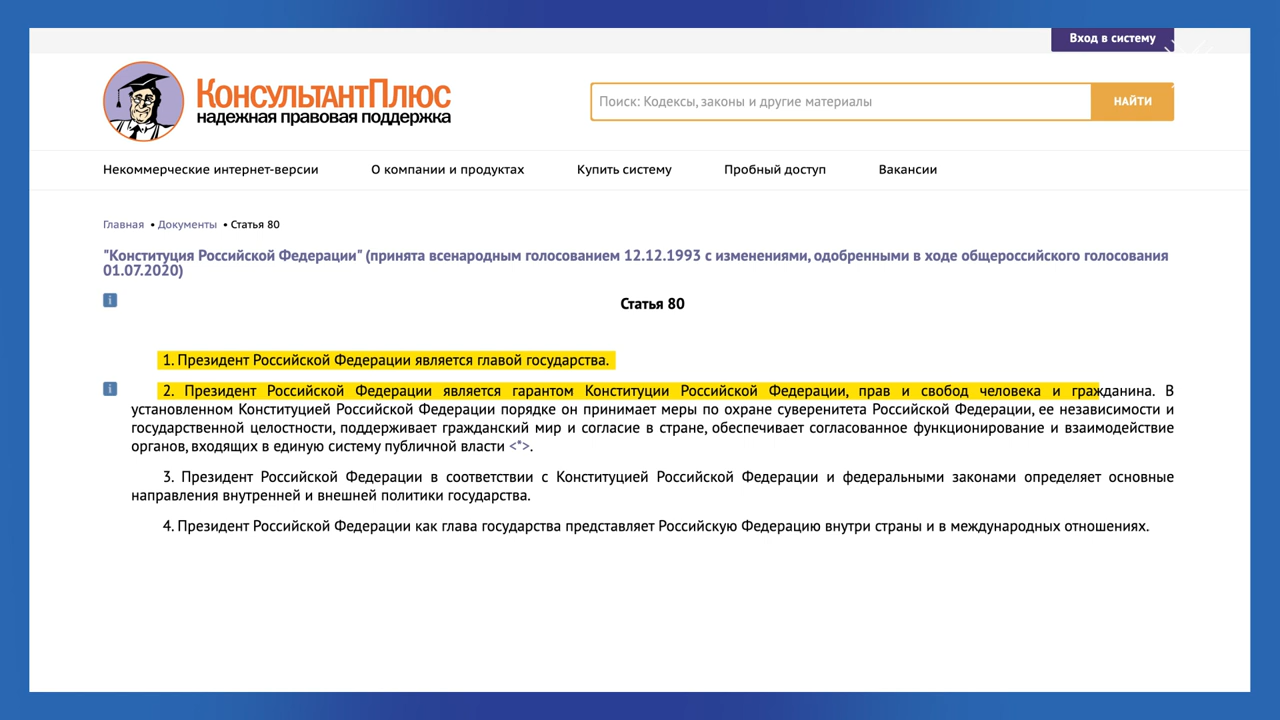 Вход в систему
КонсультантПлюс
надежная правовая поддержка
Поиск: Кодексы, законы и другие материалы
НАЙТИ
Некоммерческие интернет-версии О компании и продуктах Купить систему Пробный доступ Вакансии
Главная • Документы • Статья 80
"Конституция Российской Федерации" (принята всенародным голосованием 12.12.1993 с изменениями, одобренными в ходе общероссийского голосования
01.07.2020)
i
Статья 80
1. Президент Российской Федерации является главой государства.
i
2. Президент Российской Федерации является гарантом Конституции Российской Федерации, прав и свобод человека и гражданина. В
установленном Конституцией Российской Федерации порядке он принимает меры по охране суверенитета Российской Федерации, ее независимости и
государственной целостности, поддерживает гражданский мир и согласие в стране, обеспечивает согласованное функционирование и взаимодействие
органов, входящих в единую систему публичной власти <*>.
3. Президент Российской Федерации в соответствии с Конституцией Российской Федерации и федеральными законами определяет основные
направления внутренней и внешней политики государства.
4. Президент Российской Федерации как глава государства представляет Российскую Федерацию внутри страны и в международных отношениях.